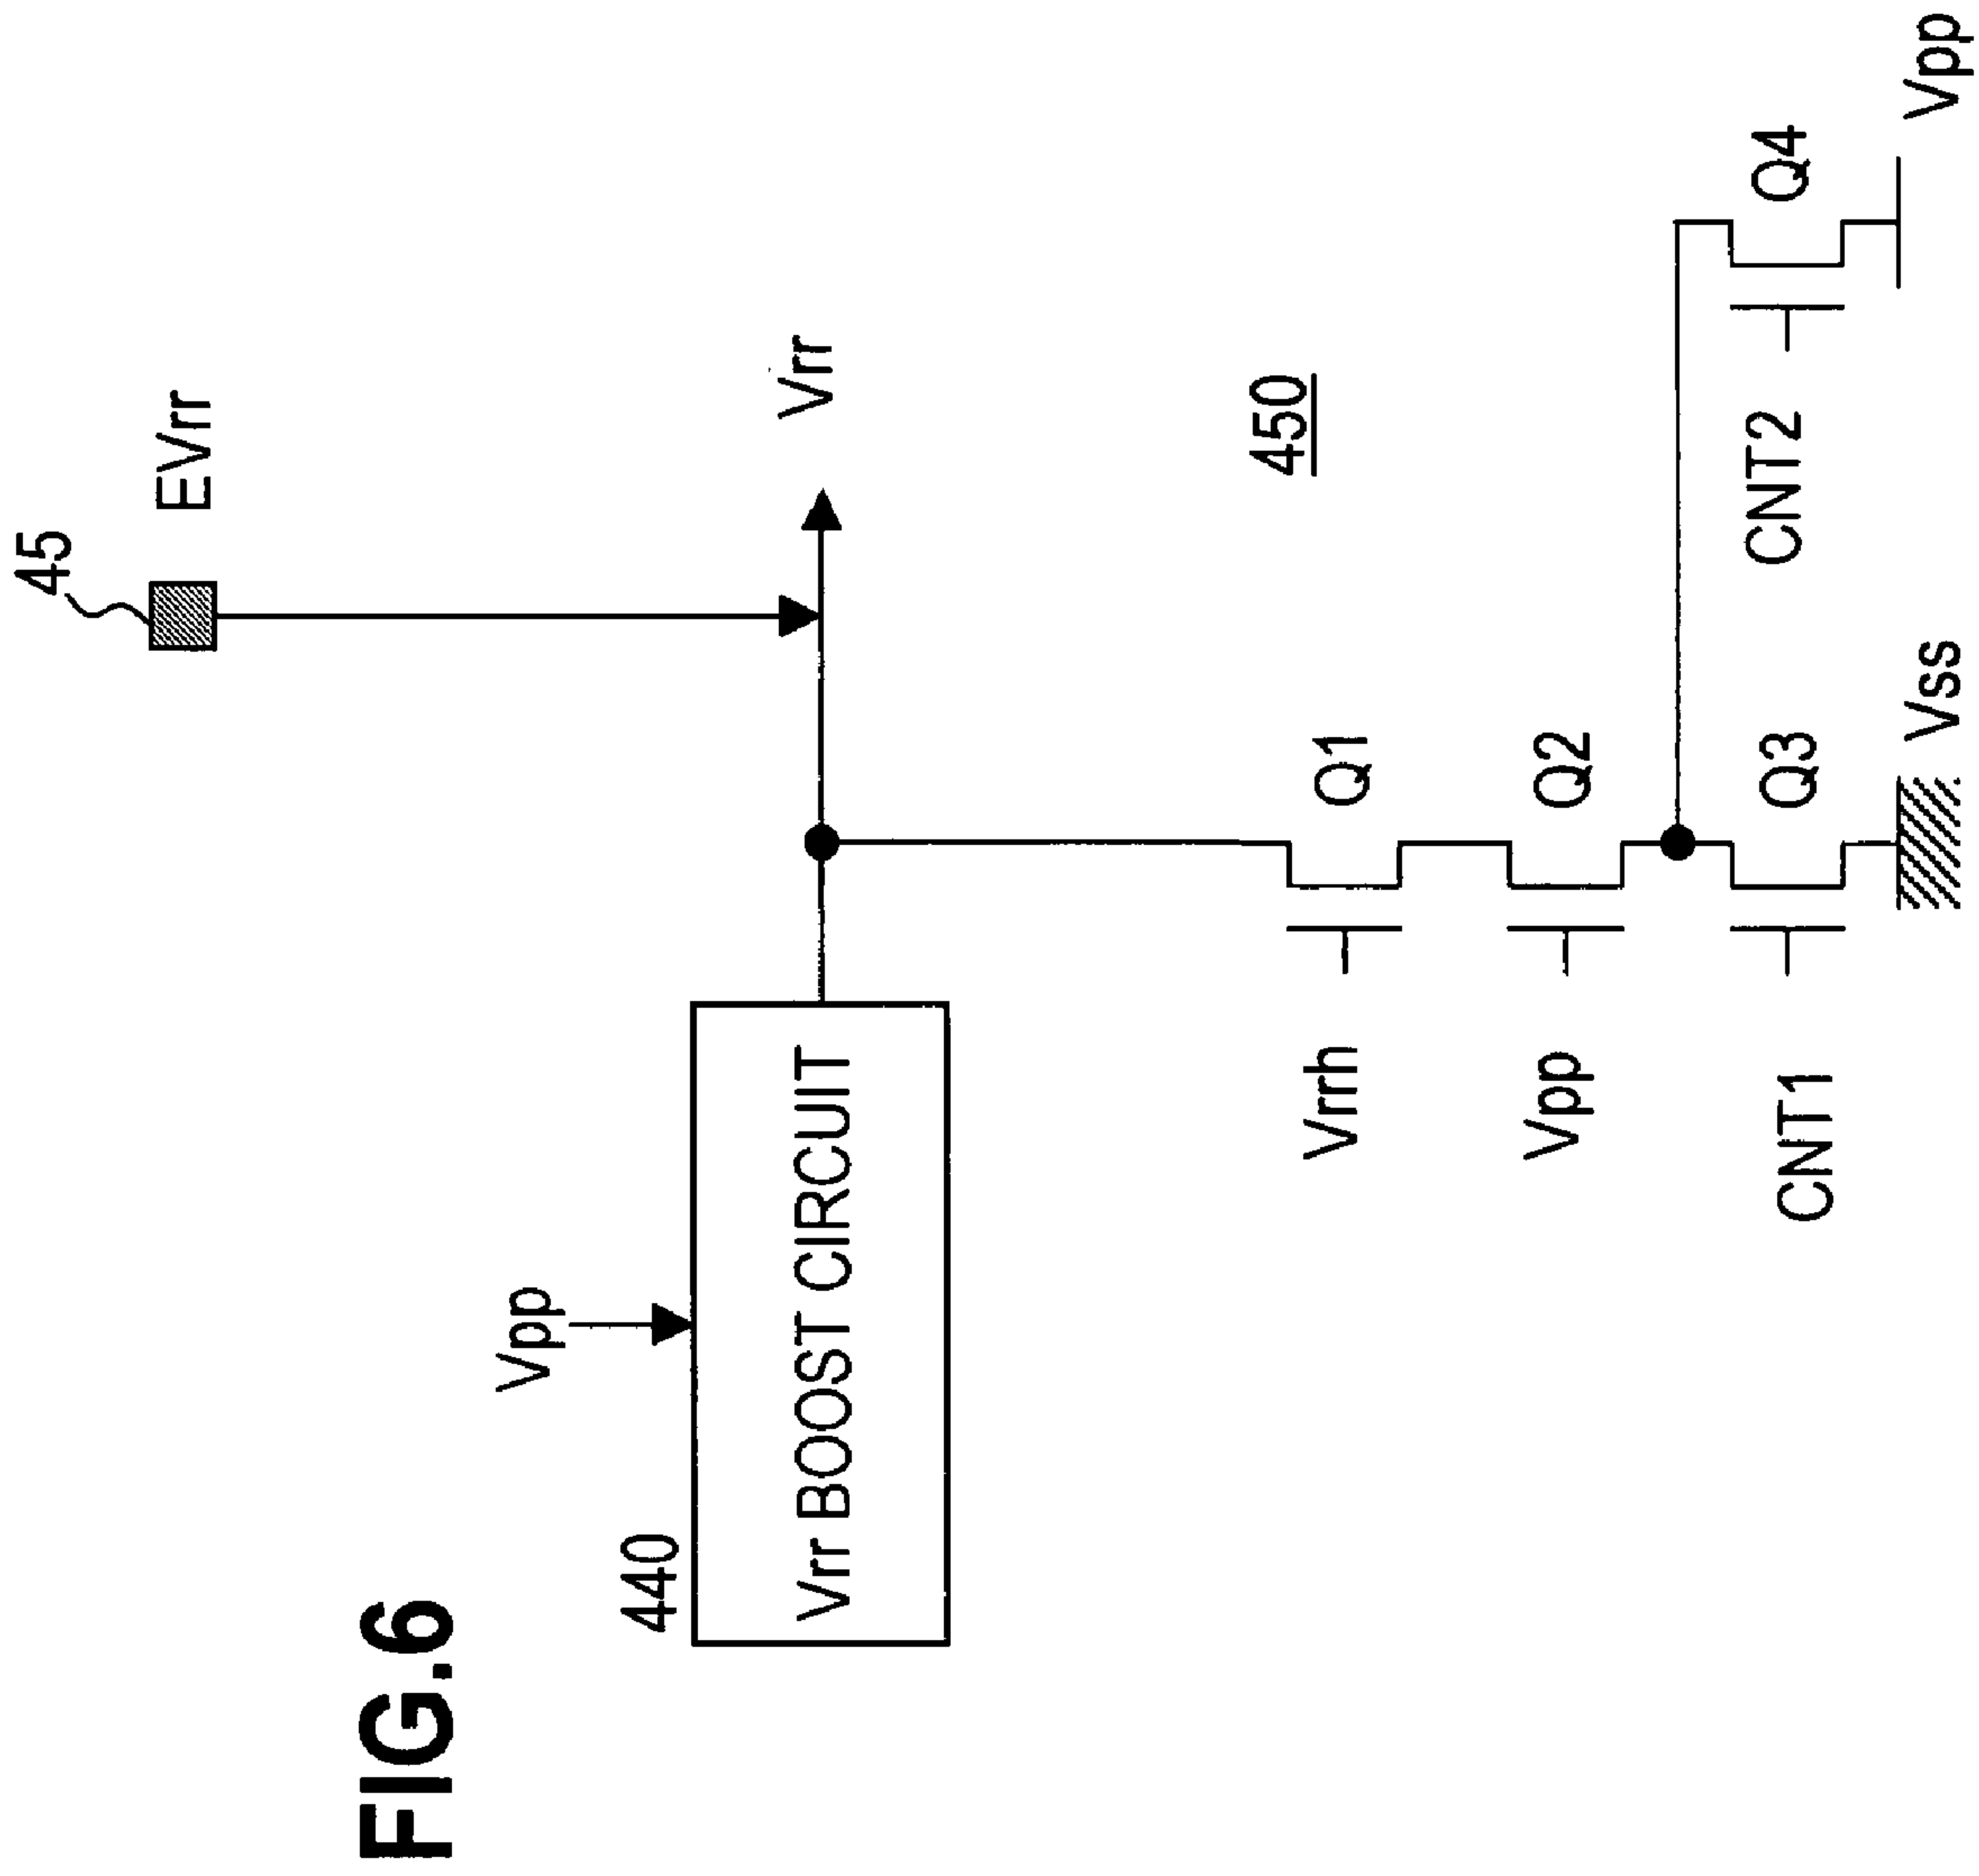 FIG.6
45
EVrr
Vpp
440
Vrr BOOST CIRCUIT
Vrr
450
Vrrh
Q1
Vpp
Q2
CNT1
Q3
CNT2
Q4
Vss
Vpp